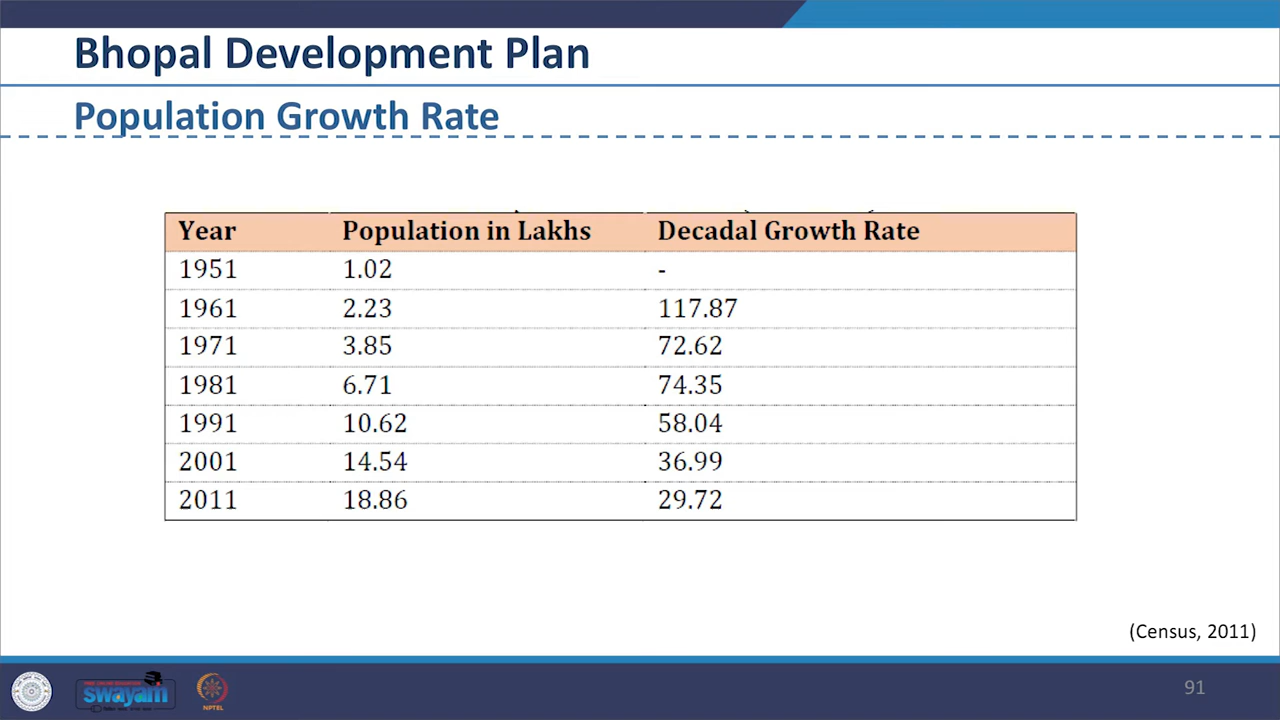 Bhopal Development Plan
Population Growth Rate
Year Population in Lakhs Decadal Growth Rate
1951 1.02 -
1961 2.23 117.87
1971 3.85 72.62
1981 6.71 74.35
1991 10.62 58.04
2001 14.54 36.99
2011 18.86 29.72
(Census, 2011)
swayam
NPTEL
91